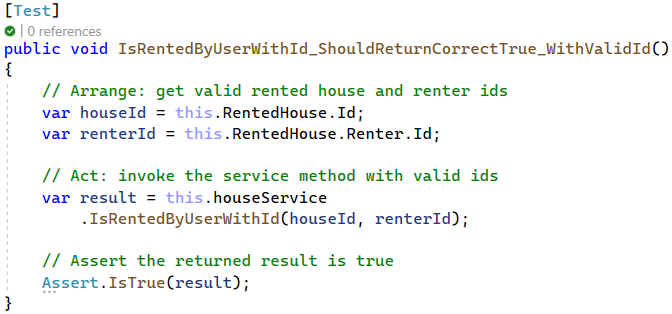 [Test]
| 0 references
public void IsRentedByUserWithId_ShouldReturnCorrectTrue_WithValidId()
{
    // Arrange: get valid rented house and renter ids
    var houseId = this.RentedHouse.Id;
    var renterId = this.RentedHouse.Renter.Id;

    // Act: invoke the service method with valid ids
    var result = this.houseService
        .IsRentedByUserWithId(houseId, renterId);

    // Assert the returned result is true
    Assert.IsTrue(result);
}